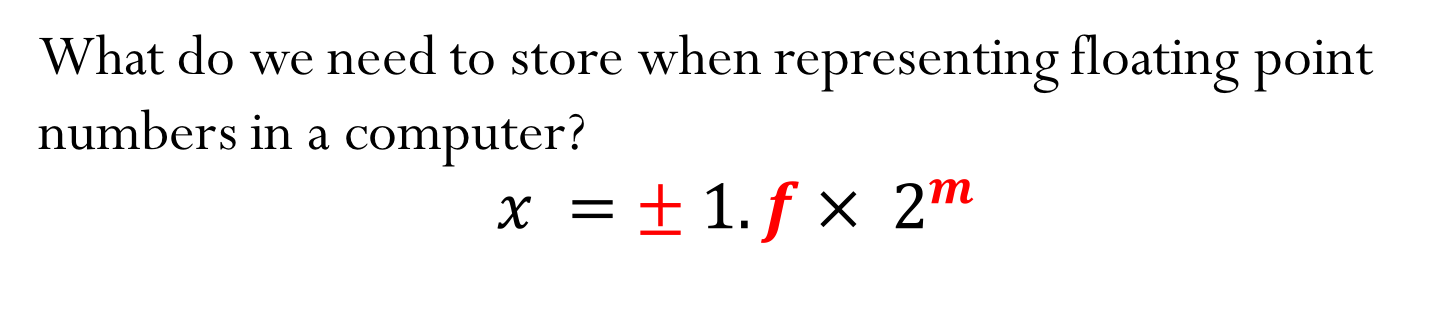 What do we need to store when representing floating point
numbers in a computer?
x = ± 1.f × 2^m